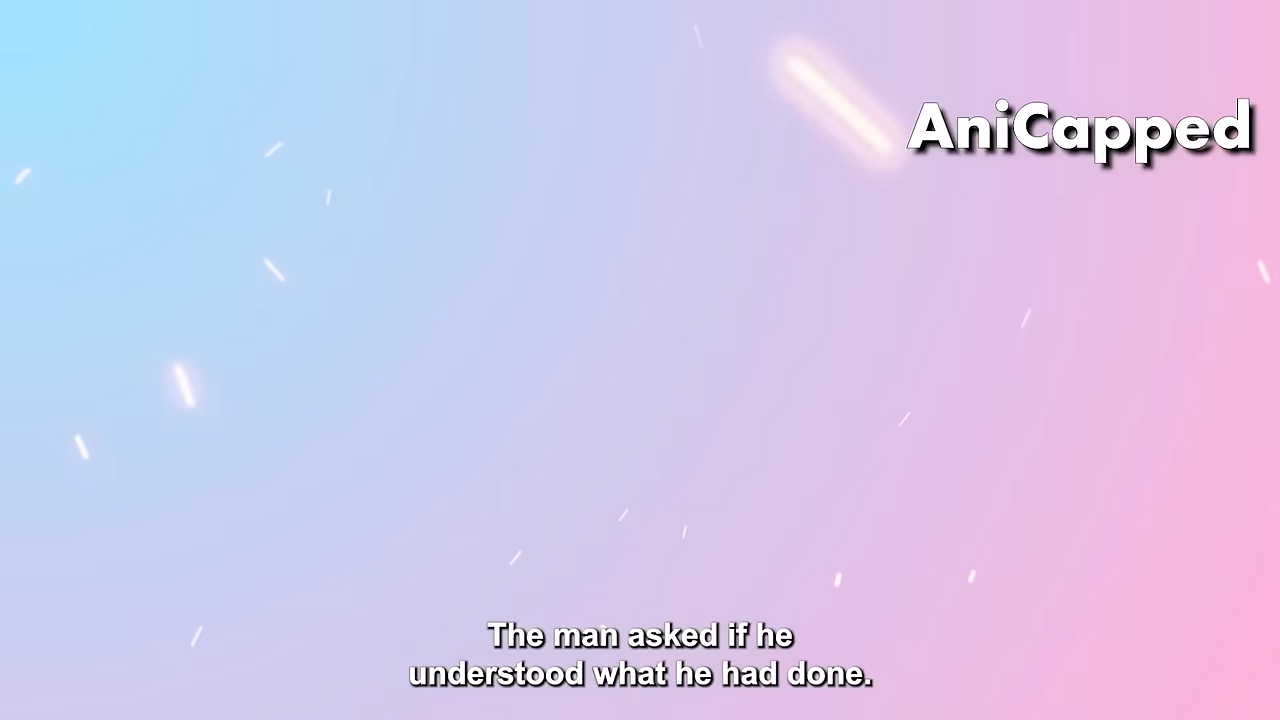 AniCapped
The man asked if he
understood what he had done.